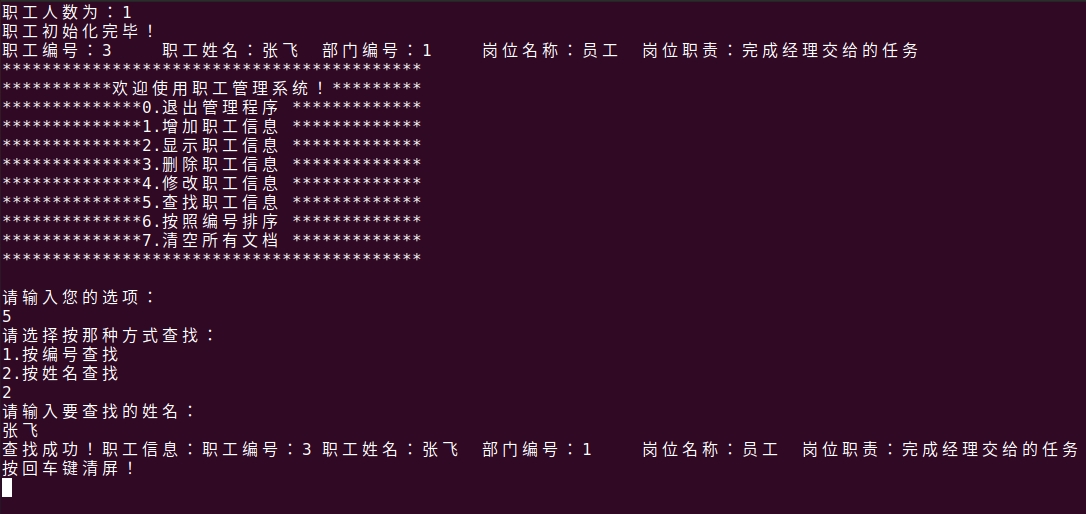 职工人数为：1
职工初始化完毕！
职工编号：3     职工姓名：张飞  部门编号：1     岗位名称：员工  岗位职责：完成经理交给的任务
******************************************
***********欢迎使用职工管理系统！*********
**************0.退出管理程序 *************
**************1.增加职工信息 *************
**************2.显示职工信息 *************
**************3.删除职工信息 *************
**************4.修改职工信息 *************
**************5.查找职工信息 *************
**************6.按照编号排序 *************
**************7.清空所有文档 *************
******************************************
请输入您的选项：
5
请选择按那种方式查找：
1.按编号查找
2.按姓名查找
2
请输入要查找的姓名：
张飞
查找成功！职工信息：职工编号：3 职工姓名：张飞  部门编号：1     岗位名称：员工  岗位职责：完成经理交给的任务
按回车键清屏！